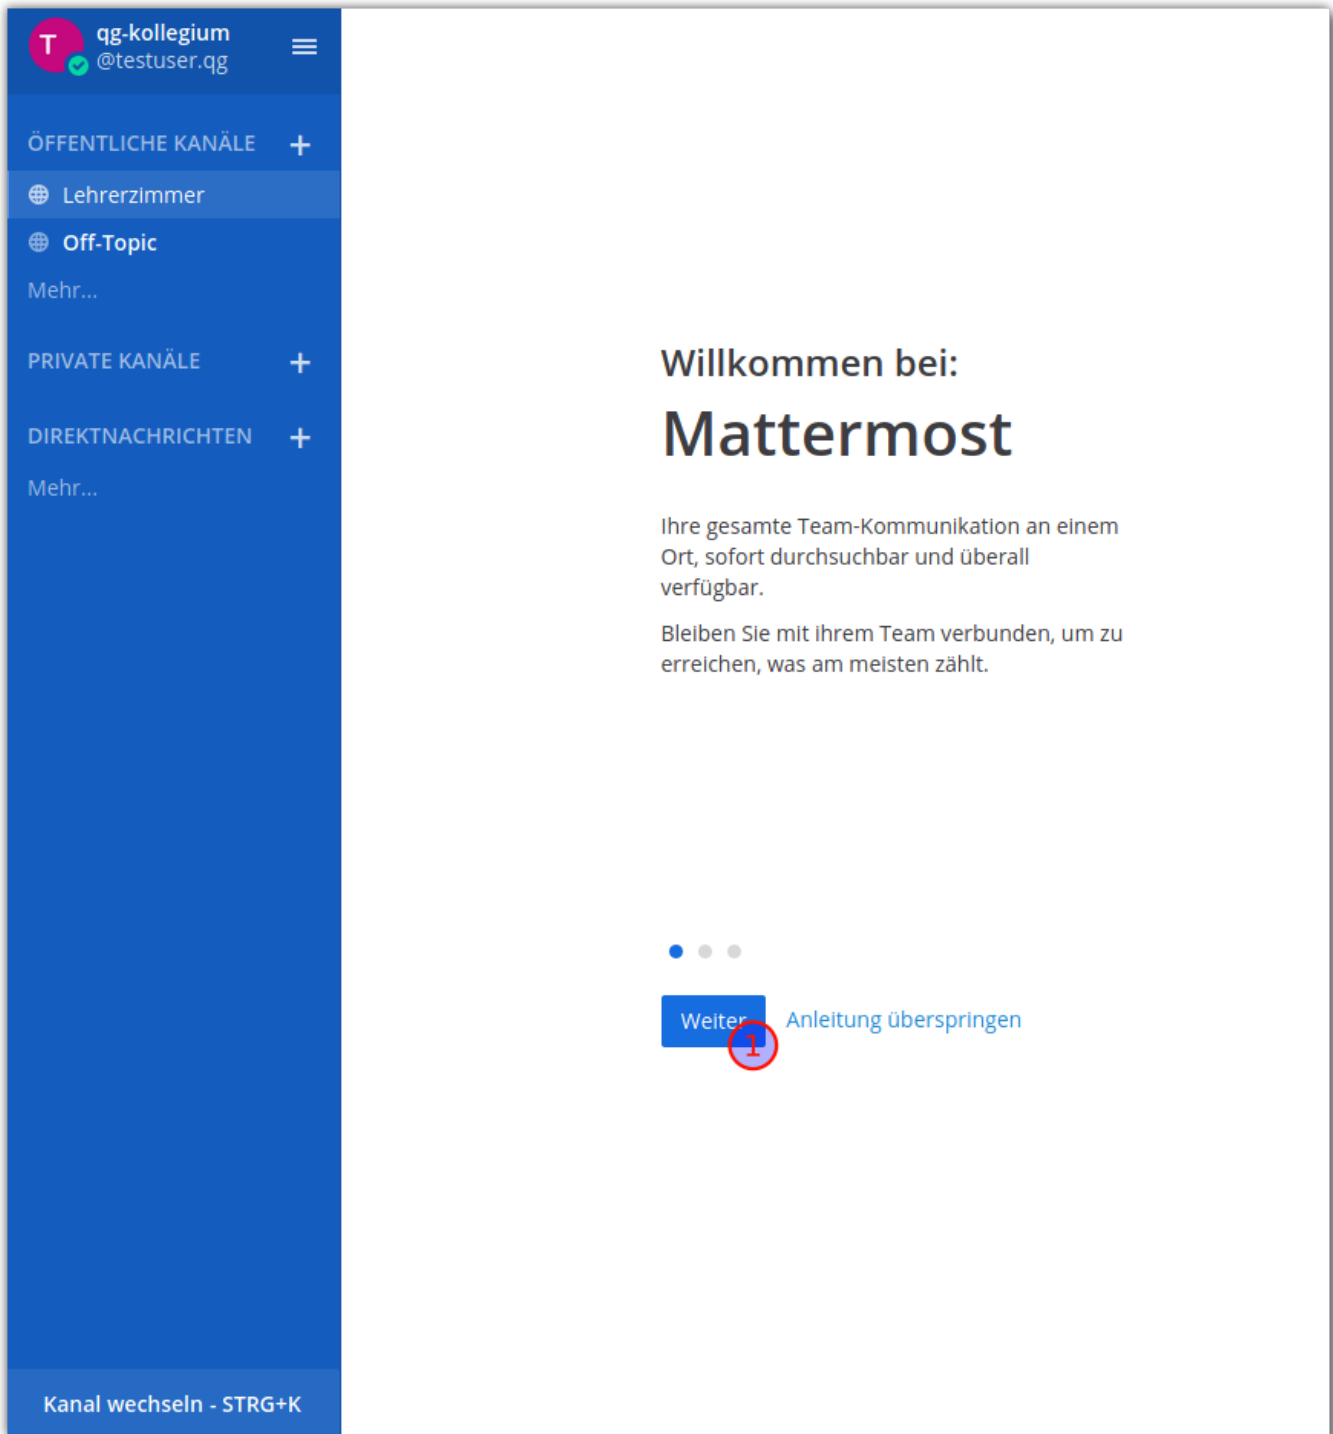 T
qg-kollegium
@testuser.qg
ÖFFENTLICHE KANÄLE
Lehrerzimmer
Off-Topic
Mehr...
PRIVATE KANÄLE
DIREKTNACHRICHTEN
Mehr...
Kanal wechseln - STRG+K
Willkommen bei:
Mattermost
Ihre gesamte Team-Kommunikation an einem
Ort, sofort durchsuchbar und überall
verfügbar.
Bleiben Sie mit ihrem Team verbunden, um zu
erreichen, was am meisten zählt.
Weiter Anleitung überspringen
1